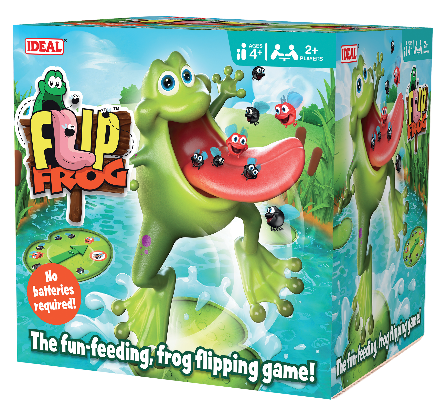 IDEAL
AGES
4+
2+
PLAYERS
FLIP
FROG
No
batteries
required!
The fun-feeding, frog flipping game!
IDEAL
FLIP
FROG
The fun-feeding, frog flipping game!